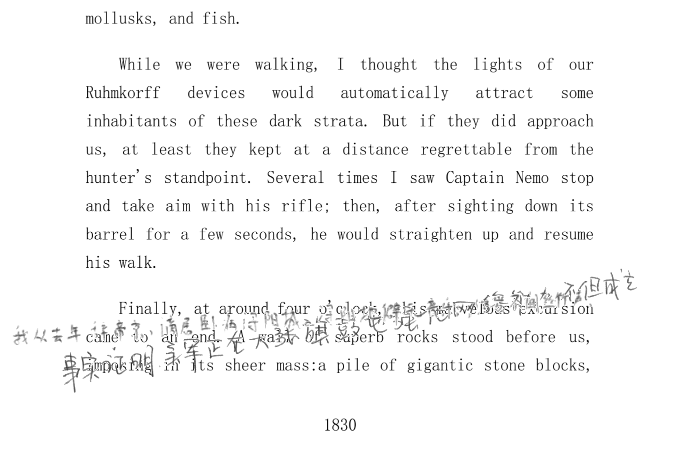 mollusks, and fish.
While we were walking, I thought the lights of our
Ruhmkorff devices would automatically attract some
inhabitants of these dark strata. But if they did approach
us, at least they kept at a distance regrettable from the
hunter's standpoint. Several times I saw Captain Nemo stop
and take aim with his rifle; then, after sighting down its
barrel for a few seconds, he would straighten up and resume
his walk.
Finally, at around four o'clock, this marvelous excursion
我从去年
came to an end. A wall of superb rocks stood before us,
事实证明
imposing in its sheer mass:a pile of gigantic stone blocks,
1830